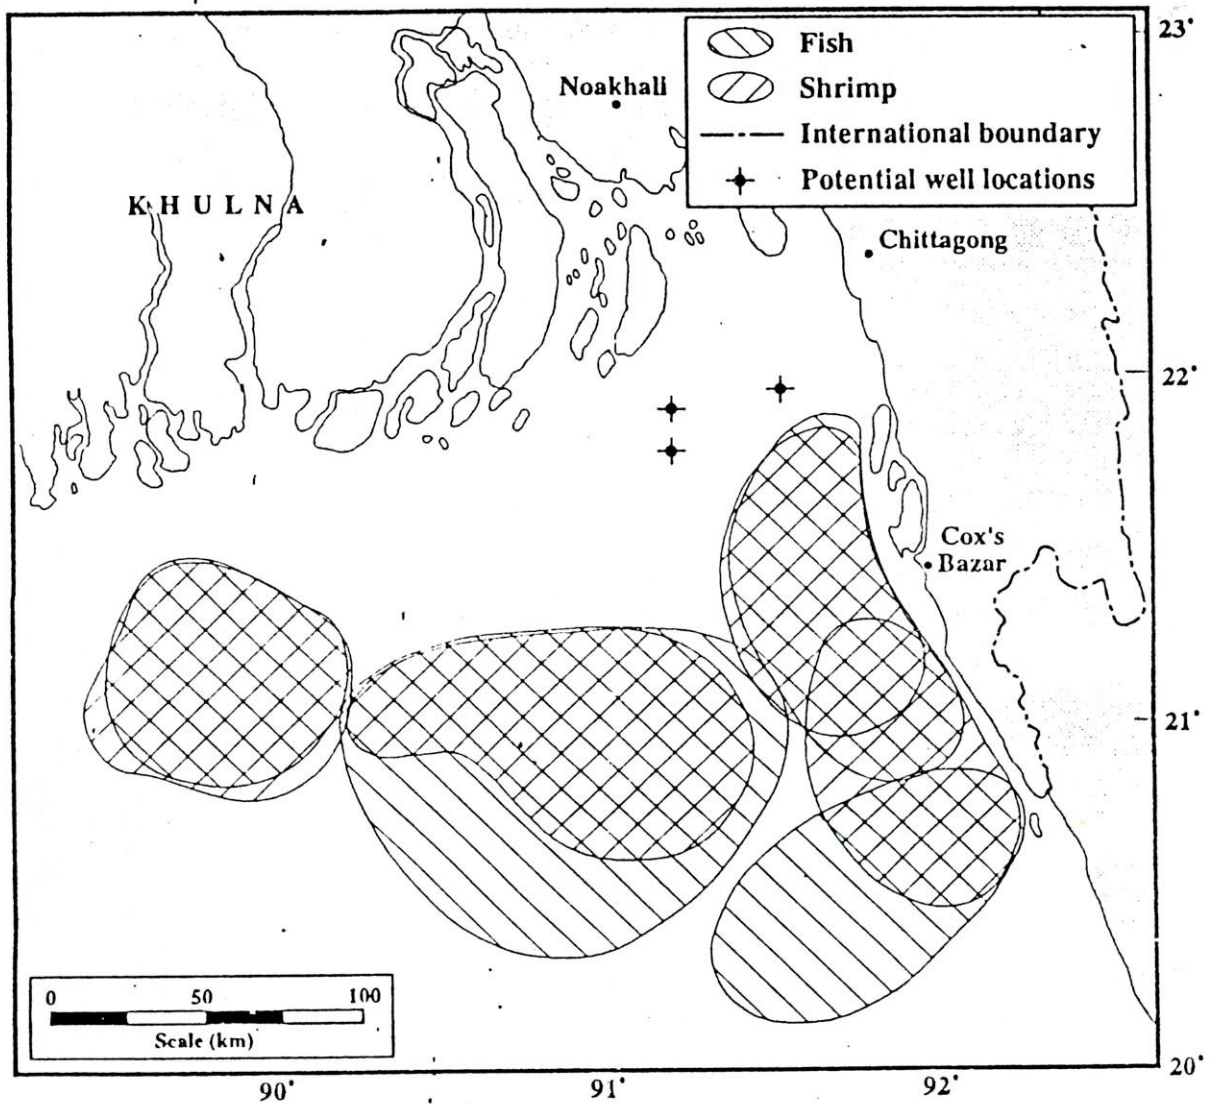 23°
Fish
Shrimp
International boundary
Potential well locations
Noakhali
KHULNA
Chittagong
22°
Cox's
Bazar
21°
0 50 100
Scale (km)
20°
90° 91° 92°